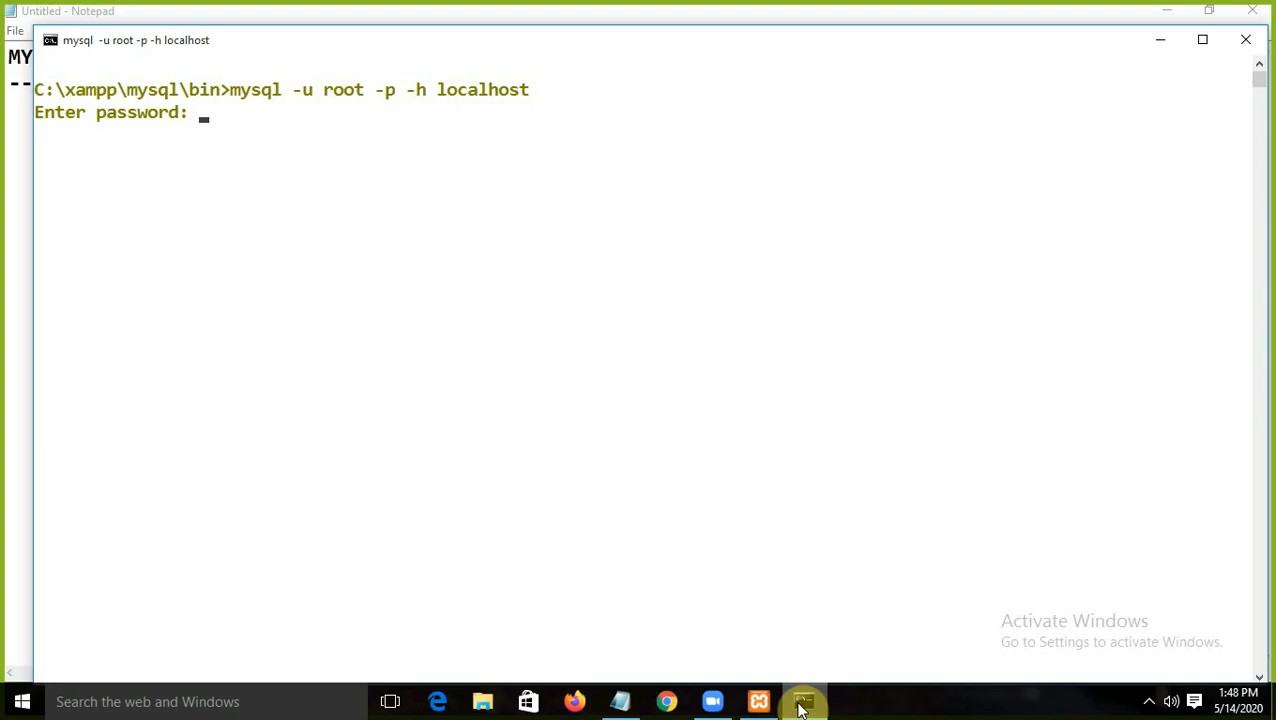 Untitled - Notepad
File
MY
--
mysql -u root -p -h localhost
C:\xampp\mysql\bin>mysql -u root -p -h localhost
Enter password:
Activate Windows
Go to Settings to activate Windows.
Search the web and Windows
1:48 PM
5/14/2020